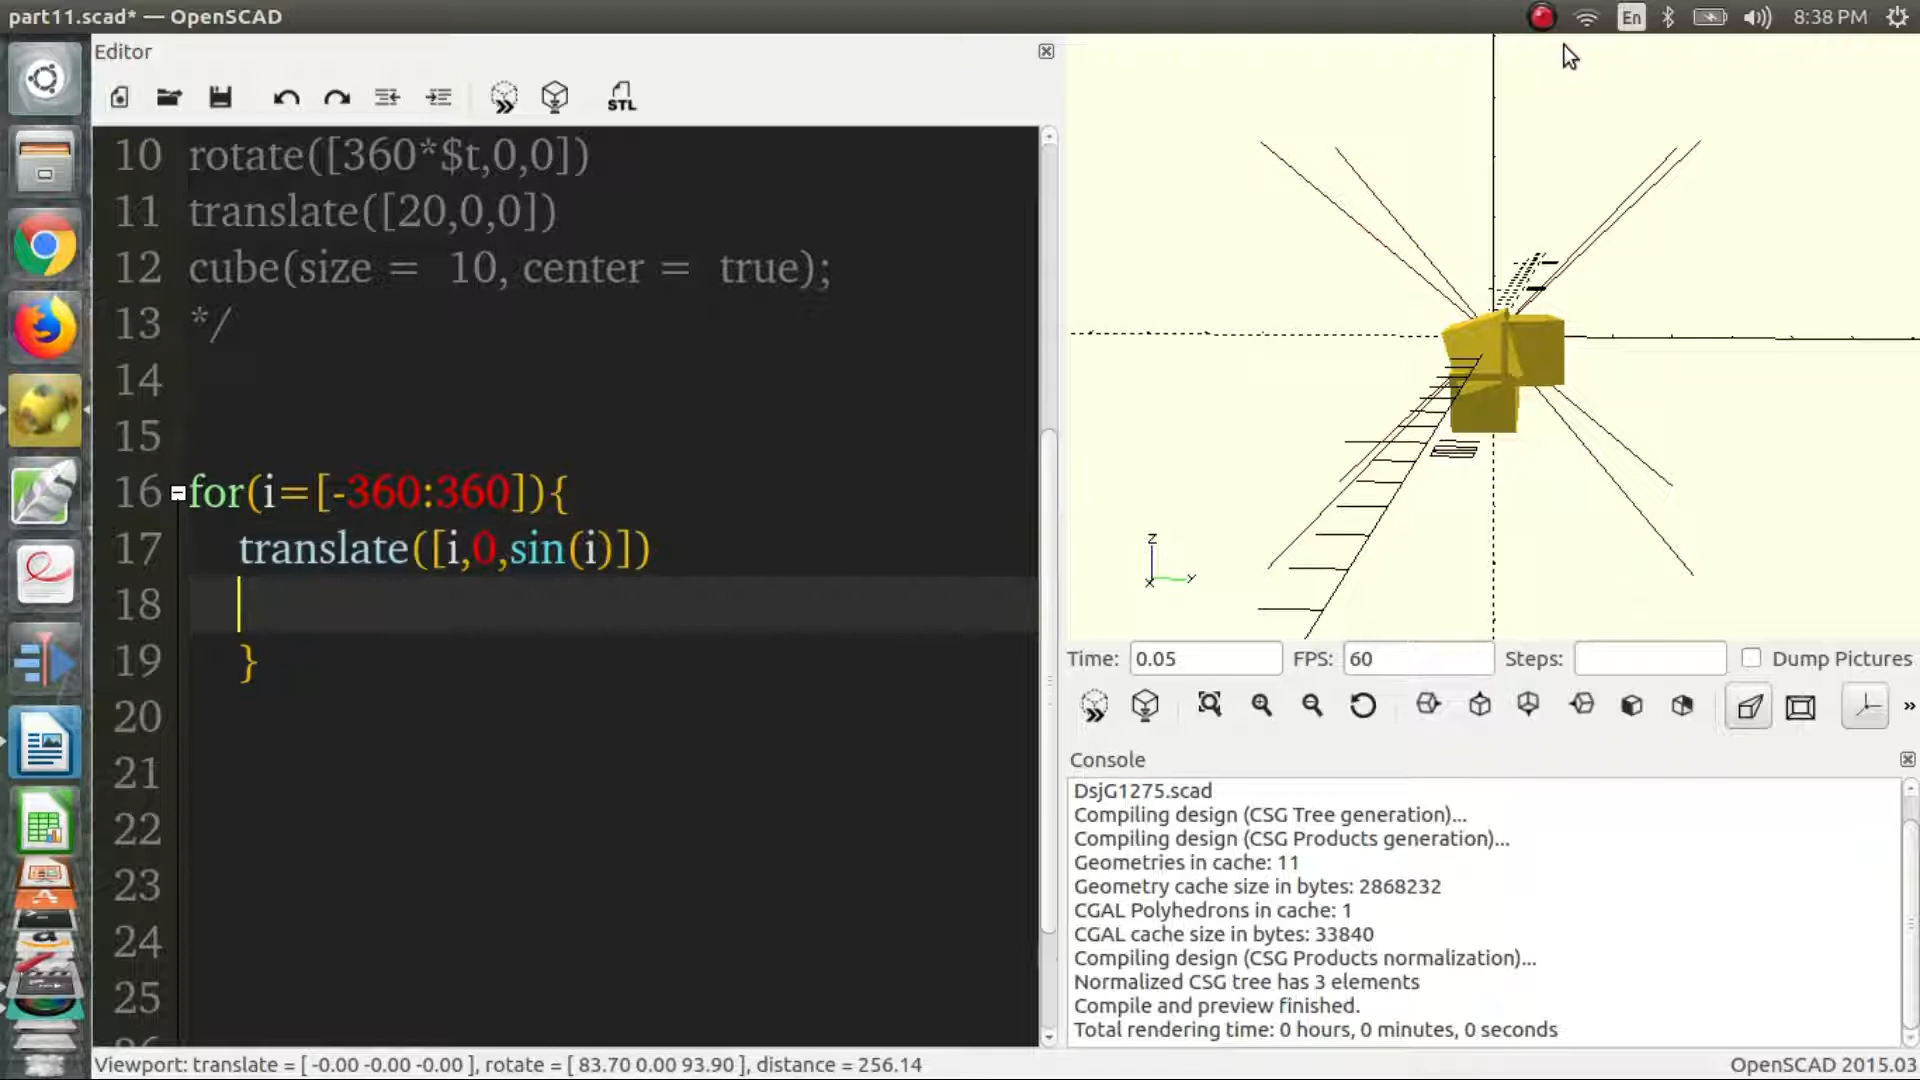 part11.scad* — OpenSCAD
En
8:38 PM
Editor
STL
10 rotate([360*$t,0,0])
11 translate([20,0,0])
12 cube(size = 10, center = true);
13 */
14
15
16 for(i=[-360:360]){
17 translate([i,0,sin(i)])
18
19 }
20
21
22
23
24
25
z
y
x
Time: 0.05 FPS: 60 Steps: Dump Pictures
»
Console
DsjG1275.scad
Compiling design (CSG Tree generation)...
Compiling design (CSG Products generation)...
Geometries in cache: 11
Geometry cache size in bytes: 2868232
CGAL Polyhedrons in cache: 1
CGAL cache size in bytes: 33840
Compiling design (CSG Products normalization)...
Normalized CSG tree has 3 elements
Compile and preview finished.
Total rendering time: 0 hours, 0 minutes, 0 seconds
Viewport: translate = [ -0.00 -0.00 -0.00 ], rotate = [ 83.70 0.00 93.90 ], distance = 256.14
OpenSCAD 2015.03